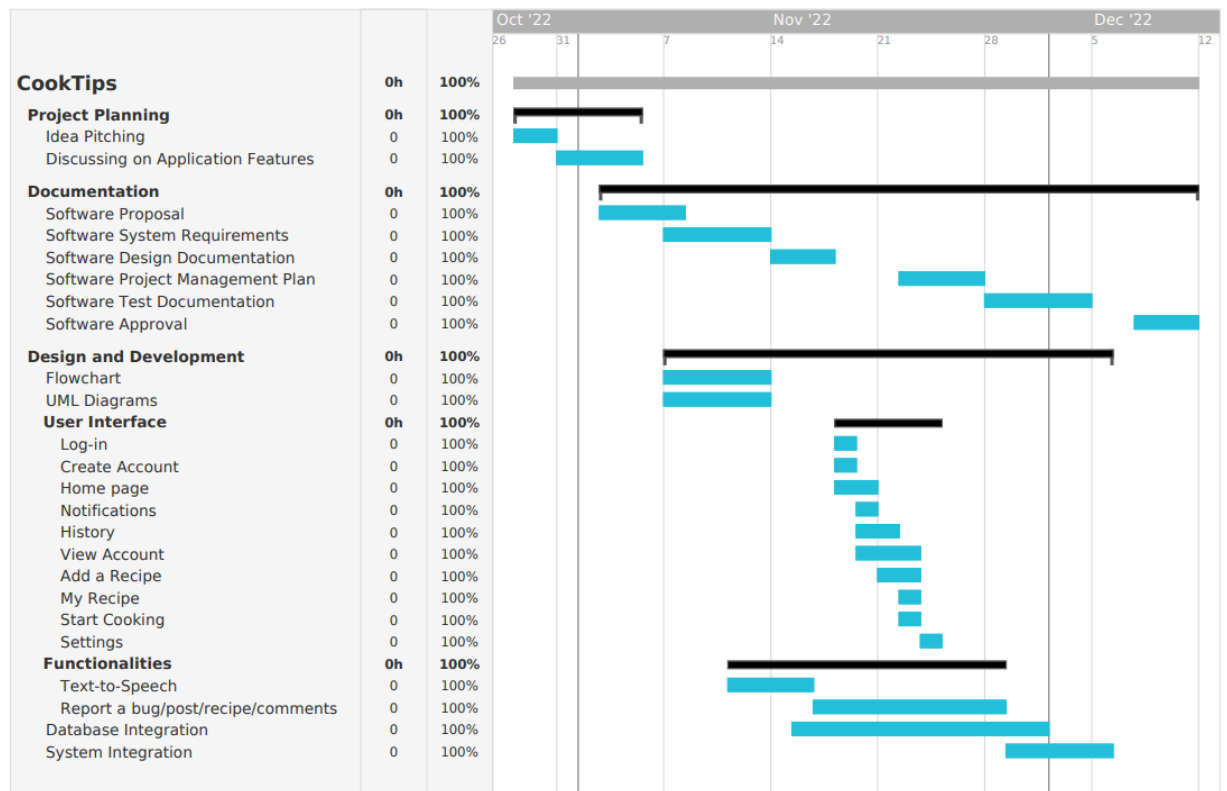 Oct '22 Nov '22 Dec '22
26 31 7 14 21 28 5 12
CookTips 0h 100%
Project Planning 0h 100%
Idea Pitching 0 100%
Discussing on Application Features 0 100%
Documentation 0h 100%
Software Proposal 0 100%
Software System Requirements 0 100%
Software Design Documentation 0 100%
Software Project Management Plan 0 100%
Software Test Documentation 0 100%
Software Approval 0 100%
Design and Development 0h 100%
Flowchart 0 100%
UML Diagrams 0 100%
User Interface 0h 100%
Log-in 0 100%
Create Account 0 100%
Home page 0 100%
Notifications 0 100%
History 0 100%
View Account 0 100%
Add a Recipe 0 100%
My Recipe 0 100%
Start Cooking 0 100%
Settings 0 100%
Functionalities 0h 100%
Text-to-Speech 0 100%
Report a bug/post/recipe/comments 0 100%
Database Integration 0 100%
System Integration 0 100%